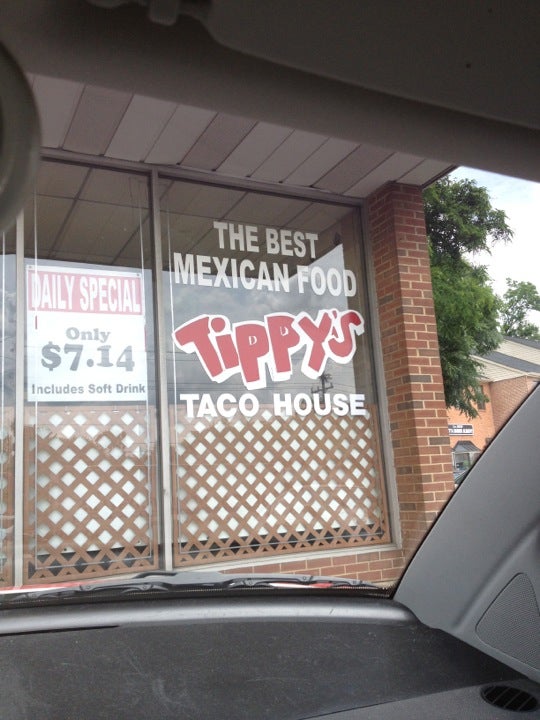 DAILY SPECIAL
Only
$7.14
Includes Soft Drink
THE BEST
MEXICAN FOOD
TIPPY'S
TACO HOUSE